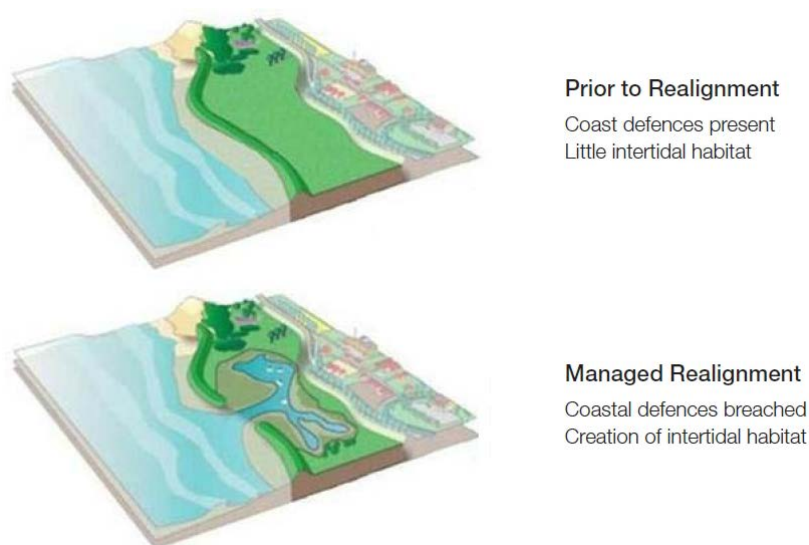 Prior to Realignment
Coast defences present
Little intertidal habitat
Managed Realignment
Coastal defences breached
Creation of intertidal habitat